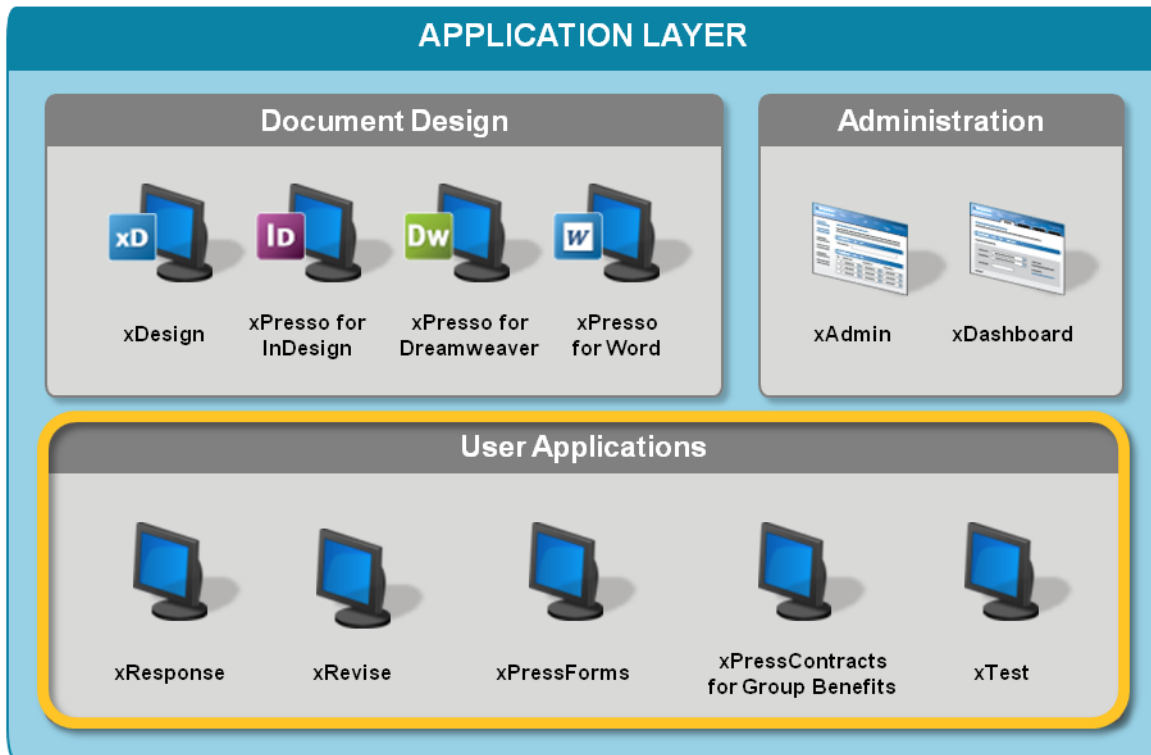 APPLICATION LAYER
Document Design
Administration
xD
ID
Dw
W
xDesign
xPresso for
InDesign
xPresso for
Dreamweaver
xPresso
for Word
xAdmin
xDashboard
User Applications
xResponse
xRevise
xPressForms
xPressContracts
for Group Benefits
xTest